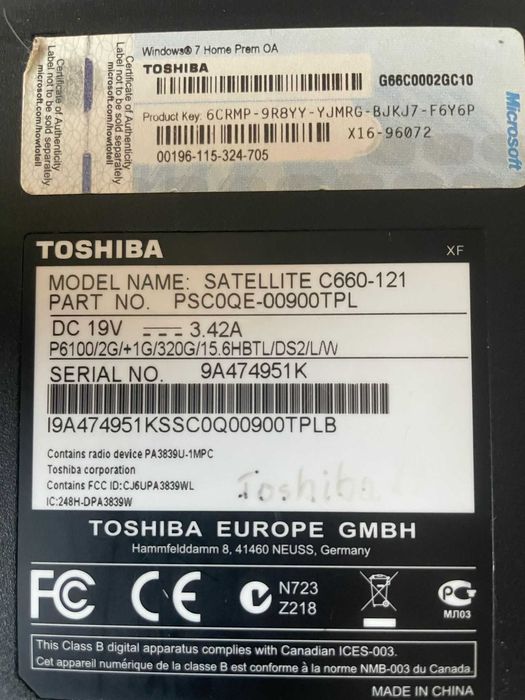 Certificate of Authenticity
Label not to be sold separately
microsoft.com/howtotell
Certificate of Authenticity
Label not to be sold separately
microsoft.com/howtotell
Windows® 7 Home Prem OA
TOSHIBA
G66C0002GC10
Product Key: 6CRMP-9R8YY-YJMRG-BJKJ7-F6Y6P
X16-96072
00196-115-324-705
Microsoft
TOSHIBA
XF
MODEL NAME: SATELLITE C660-121
PART NO. PSC0QE-00900TPL
DC 19V 3.42A
P6100/2G/+1G/320G/15.6HBTL/DS2/L/W
SERIAL NO. 9A474951K
I9A474951KSSC0Q00900TPLB
Contains radio device PA3839U-1MPC
Toshiba corporation
Contains FCC ID:CJ6UPA3839WL
IC:248H-DPA3839W
Toshiba
TOSHIBA EUROPE GMBH
Hammfelddamm 8, 41460 NEUSS, Germany
FC CE
N723
Z218
МЛ03
This Class B digital apparatus complies with Canadian ICES-003.
Cet appareil numérique de la classe B est conforme à la norme NMB-003 du Canada.
MADE IN CHINA